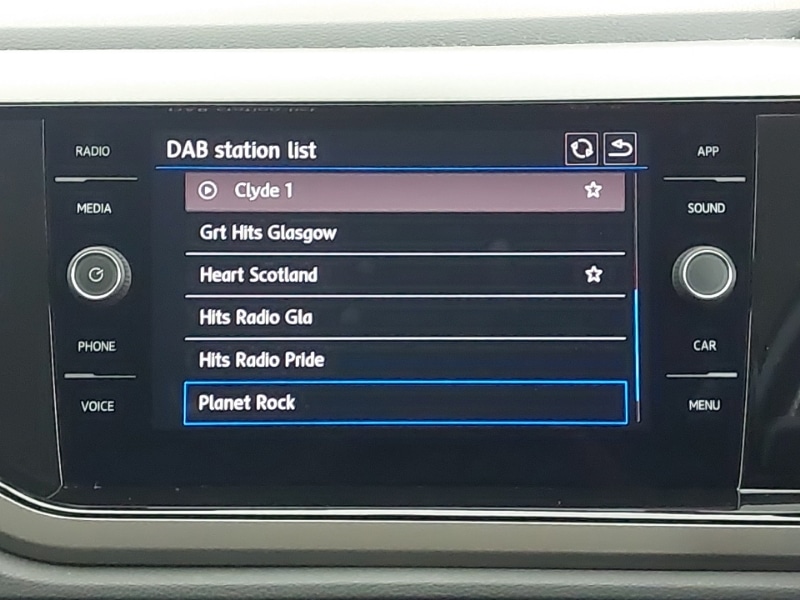 DAB station list
RADIO
MEDIA
PHONE
VOICE
Clyde 1
Grt Hits Glasgow
Heart Scotland
Hits Radio Gla
Hits Radio Pride
Planet Rock
APP
SOUND
CAR
MENU